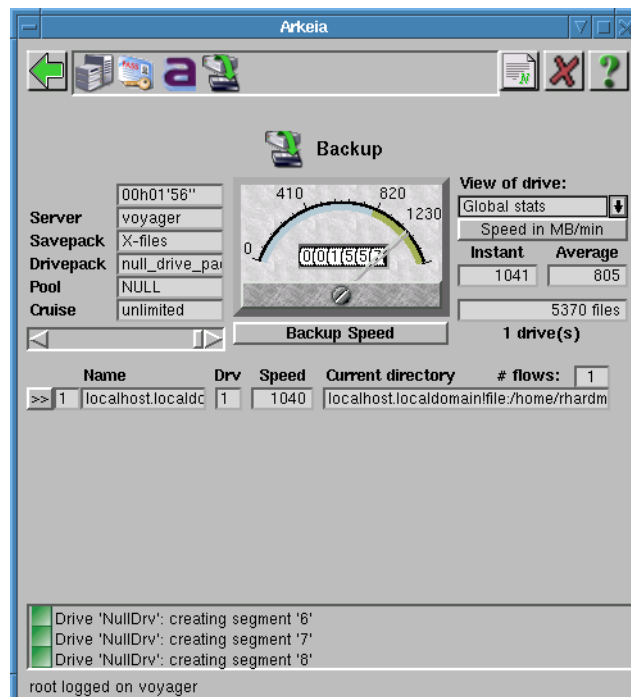 Arkeia
PASS
a
N
?
Backup
00h01'56"
Server voyager
Savepack X-files
Drivepack null_drive_pa
Pool NULL
Cruise unlimited
0 410 820 1230
Backup Speed
View of drive:
Global stats
Speed in MB/min
Instant Average
1041 805
5370 files
1 drive(s)
Name Drv Speed Current directory # flows: 1
>> 1 localhost.localdo 1 1040 localhost.localdomain!file:/home/rhardm
Drive 'NullDrv': creating segment '6'
Drive 'NullDrv': creating segment '7'
Drive 'NullDrv': creating segment '8'
root logged on voyager